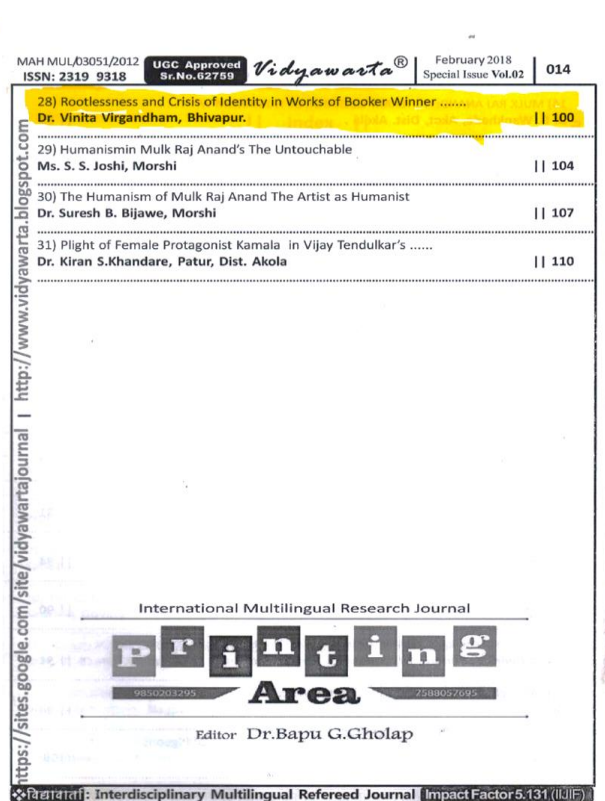 MAH MUL/03051/2012
ISSN: 2319 9318
UGC Approved
Sr.No.62759
Vidyawarta®
February 2018
Special Issue Vol.02
014
28) Rootlessness and Crisis of Identity in Works of Booker Winner .......
Dr. Vinita Virgandham, Bhivapur. || 100
29) Humanismin Mulk Raj Anand's The Untouchable
Ms. S. S. Joshi, Morshi || 104
30) The Humanism of Mulk Raj Anand The Artist as Humanist
Dr. Suresh B. Bijawe, Morshi || 107
31) Plight of Female Protagonist Kamala in Vijay Tendulkar's ......
Dr. Kiran S.Khandare, Patur, Dist. Akola || 110
https://sites.google.com/site/vidyawartajournal | http://www.vidyawarta.blogspot.com
International Multilingual Research Journal
Printing
Area
9850203295
7588057695
Editor Dr.Bapu G.Gholap
विद्यावार्ता: Interdisciplinary Multilingual Refereed Journal Impact Factor 5.131 (IIJIF)